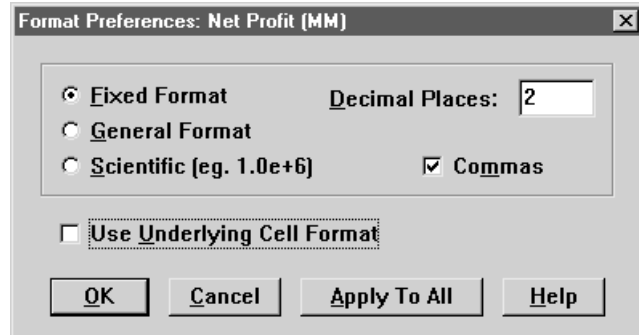 Format Preferences: Net Profit (MM)
Fixed Format Decimal Places: 2
General Format
Scientific (eg. 1.0e+6) Commas
Use Underlying Cell Format
OK Cancel Apply To All Help